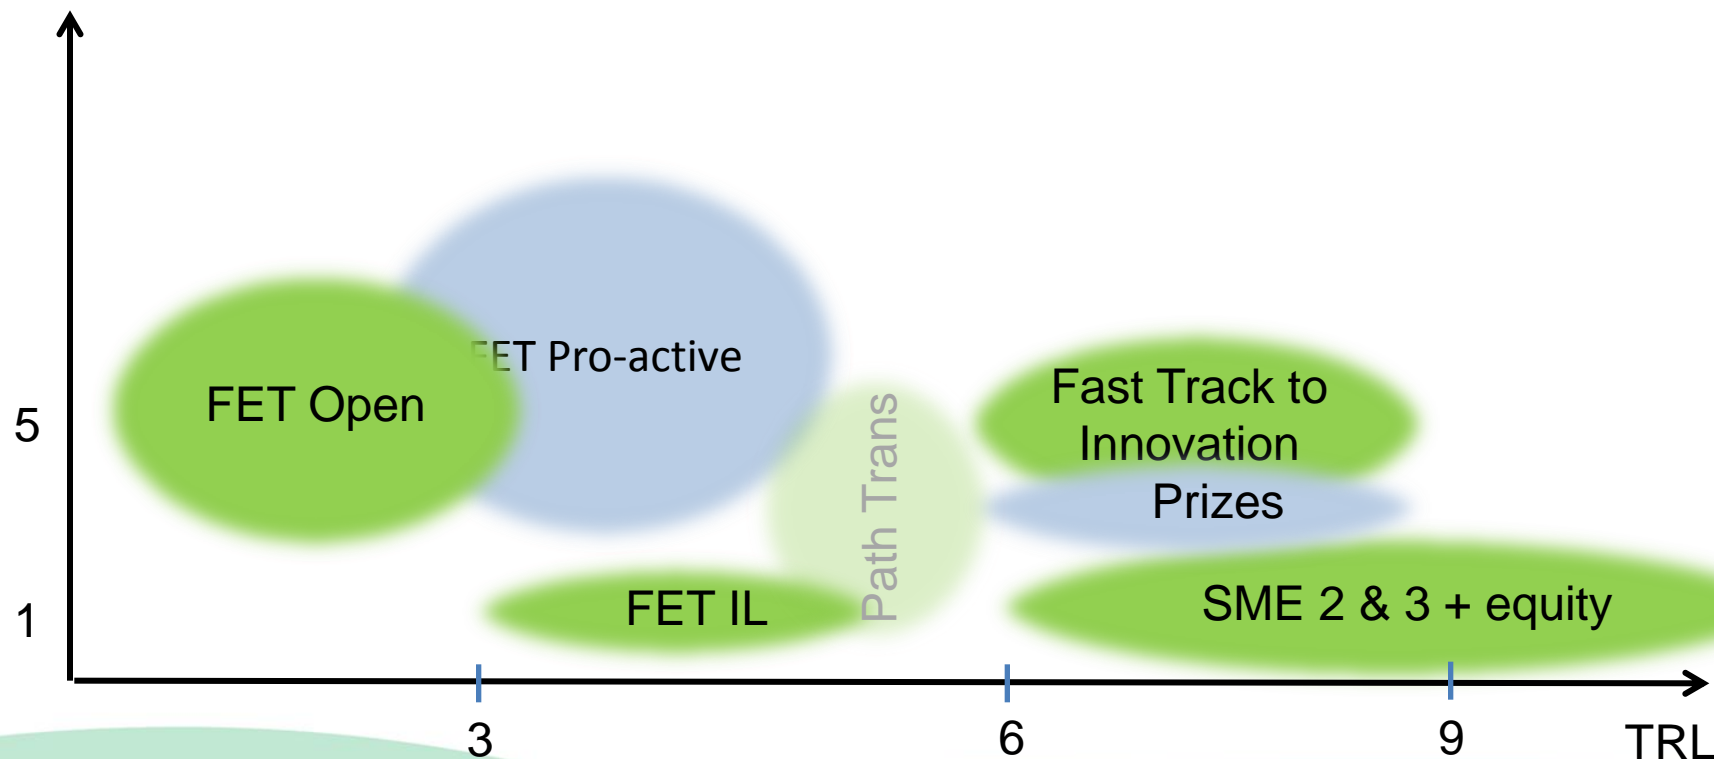 FET Pro-active
FET Open
5
Fast Track to
Innovation
Path Trans
Prizes
FET IL
SME 2 & 3 + equity
1
3
6
9
TRL